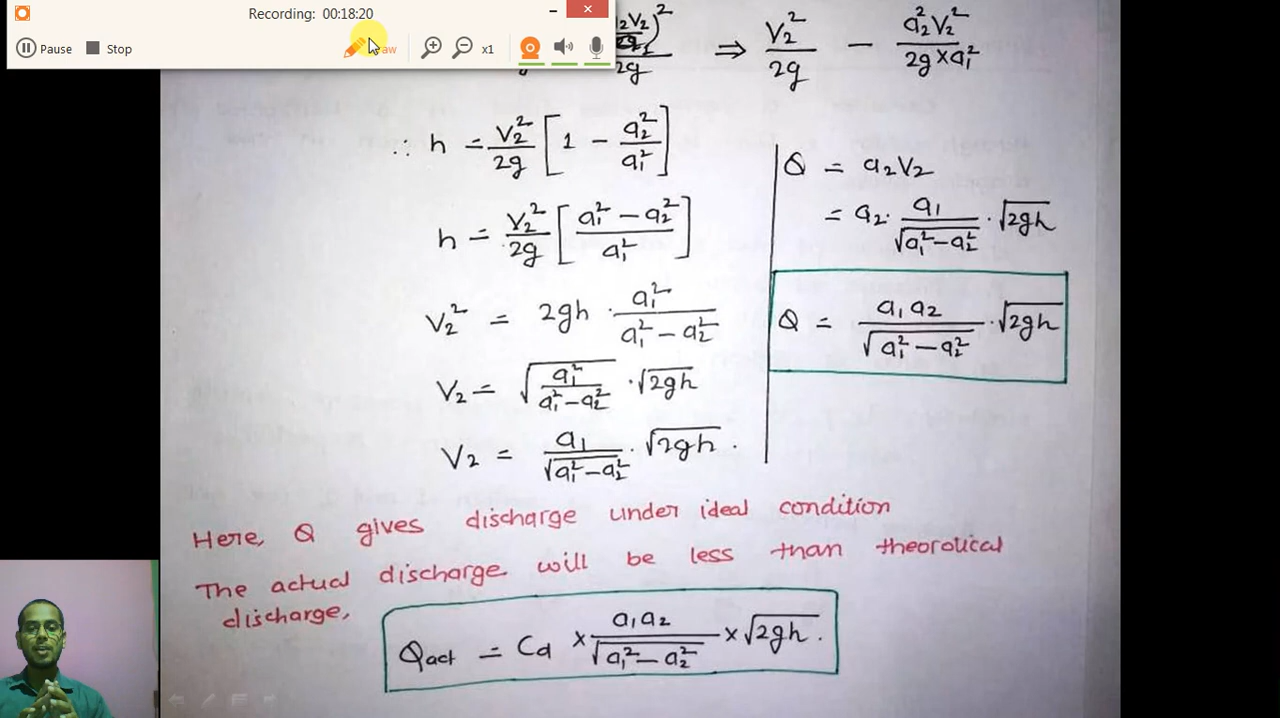 Recording: 00:18:20
Pause Stop x1
2g ⇒ V₂²/2g − a₂²V₂²/2g×a₁²
∴ h = V₂²/2g [1 − a₂²/a₁²]
h = V₂²/2g [a₁² − a₂²/a₁²]
V₂² = 2gh · a₁²/a₁² − a₂²
V₂ = √(a₁²/a₁²−a₂²) · √2gh
V₂ = a₁/√(a₁²−a₂²) · √2gh .
Q = a₂V₂
= a₂. a₁/√(a₁²−a₂²) · √2gh
Q = a₁a₂/√(a₁²−a₂²) · √2gh
Here, Q gives discharge under ideal condition
The actual discharge will be less than theorotical
discharge,
Qact = Cd × a₁a₂/√(a₁²−a₂²) × √2gh .